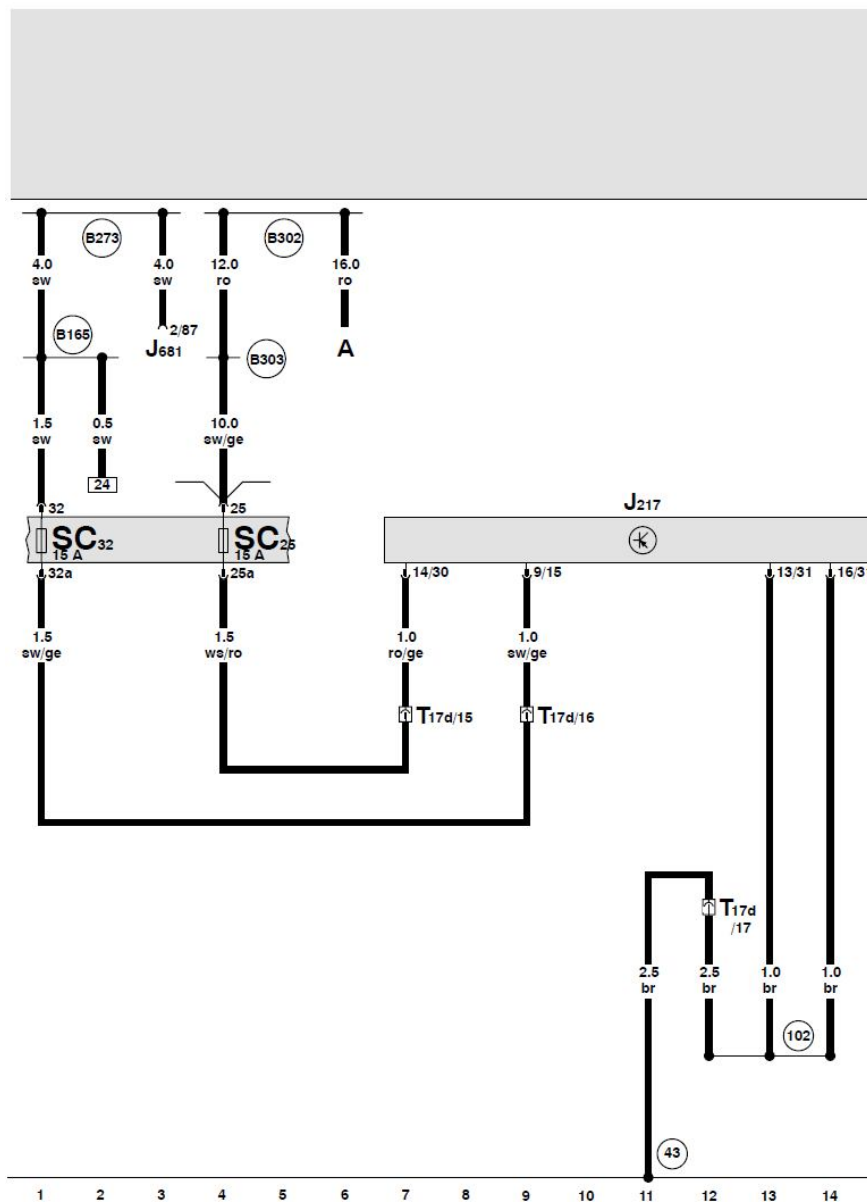 B273
B302
4.0 sw
4.0 sw
12.0 ro
16.0 ro
2/87
J681
A
B165
B303
1.5 sw
0.5 sw
10.0 sw/ge
24
32
25
J217
SC32
15 A
SC25
15 A
32a
25a
14/30
9/15
13/31
16/31
1.5 sw/ge
1.5 ws/ro
1.0 ro/ge
1.0 sw/ge
T17d/15
T17d/16
T17d
/17
2.5 br
2.5 br
1.0 br
1.0 br
102
43
1 2 3 4 5 6 7 8 9 10 11 12 13 14